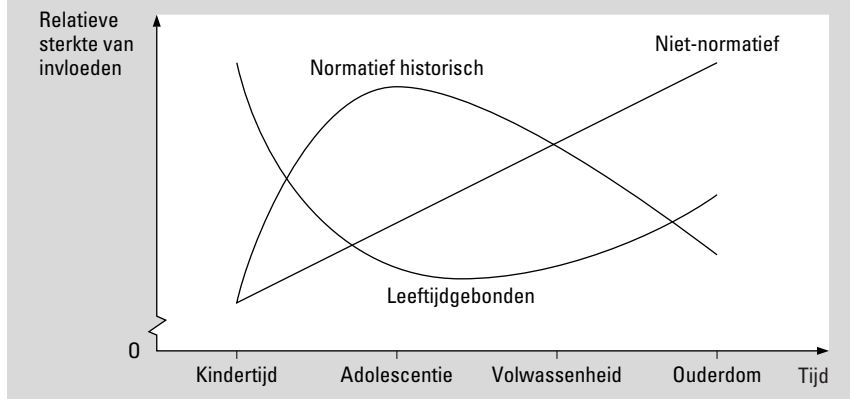 Relatieve
sterkte van
invloeden
Niet-normatief
Normatief historisch
Leeftijdgebonden
0
Kindertijd
Adolescentie
Volwassenheid
Ouderdom
Tijd